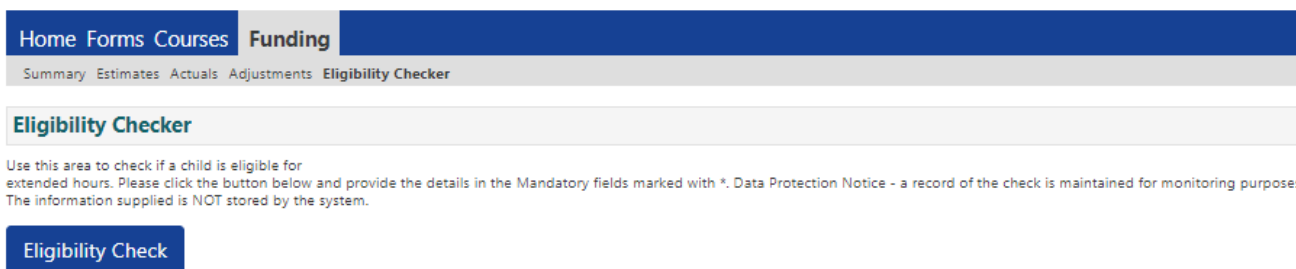 Home Forms Courses Funding
Summary Estimates Actuals Adjustments Eligibility Checker
Eligibility Checker
Use this area to check if a child is eligible for
extended hours. Please click the button below and provide the details in the Mandatory fields marked with *. Data Protection Notice - a record of the check is maintained for monitoring purpose
The information supplied is NOT stored by the system.
Eligibility Check